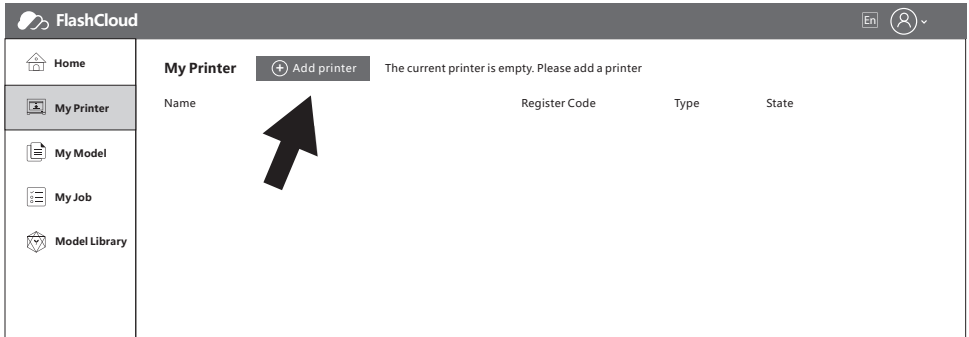 FlashCloud
En
Home
My Printer
My Model
My Job
Model Library
My Printer
Add printer
The current printer is empty. Please add a printer
Name
Register Code
Type
State